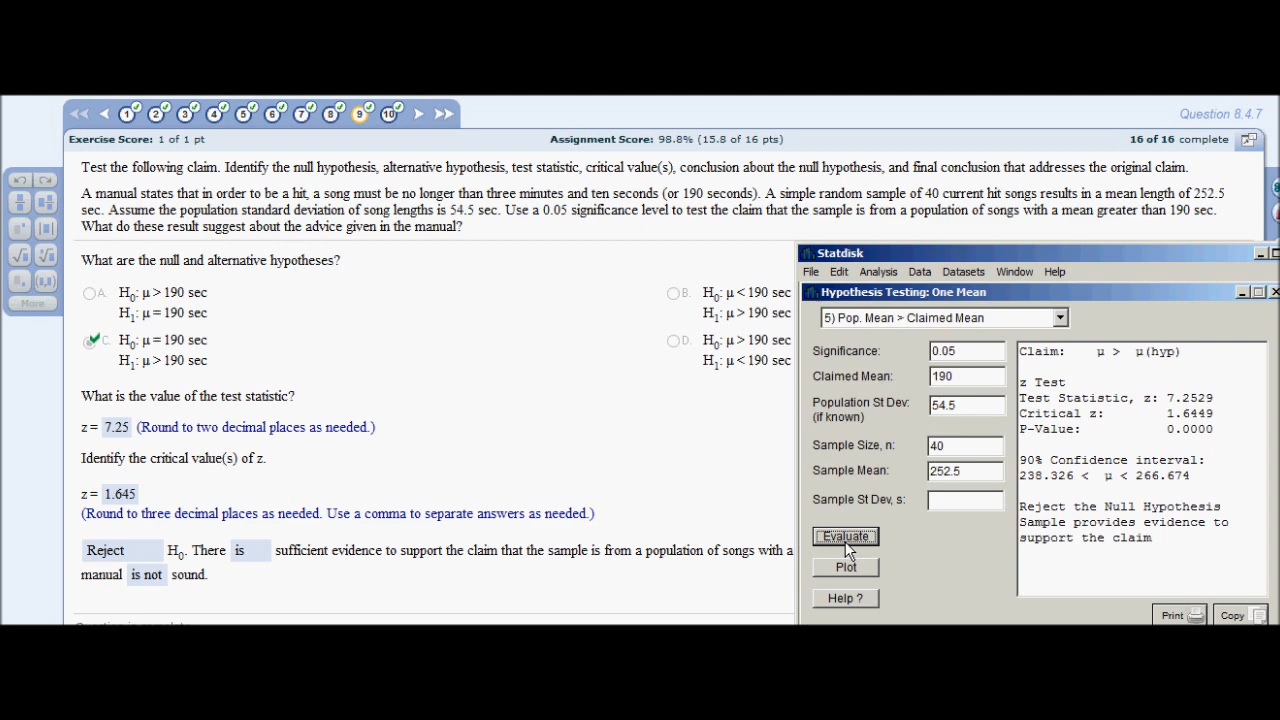 1 2 3 4 5 6 7 8 9 10
Question 8.4.7
Exercise Score: 1 of 1 pt
Assignment Score: 98.8% (15.8 of 16 pts)
16 of 16 complete
Test the following claim. Identify the null hypothesis, alternative hypothesis, test statistic, critical value(s), conclusion about the null hypothesis, and final conclusion that addresses the original claim.
A manual states that in order to be a hit, a song must be no longer than three minutes and ten seconds (or 190 seconds). A simple random sample of 40 current hit songs results in a mean length of 252.5
sec. Assume the population standard deviation of song lengths is 54.5 sec. Use a 0.05 significance level to test the claim that the sample is from a population of songs with a mean greater than 190 sec.
What do these result suggest about the advice given in the manual?
More
What are the null and alternative hypotheses?
A. H0: μ > 190 sec
H1: μ = 190 sec
B. H0: μ < 190 sec
H1: μ > 190 sec
C. H0: μ = 190 sec
H1: μ > 190 sec
D. H0: μ > 190 sec
H1: μ < 190 sec
What is the value of the test statistic?
z = 7.25 (Round to two decimal places as needed.)
Identify the critical value(s) of z.
z = 1.645
(Round to three decimal places as needed. Use a comma to separate answers as needed.)
Reject H0. There is sufficient evidence to support the claim that the sample is from a population of songs with a
manual is not sound.
Statdisk
File Edit Analysis Data Datasets Window Help
Hypothesis Testing: One Mean
5) Pop. Mean > Claimed Mean
Significance: 0.05
Claimed Mean: 190
Population St Dev: 54.5
(if known)
Sample Size, n: 40
Sample Mean: 252.5
Sample St Dev, s:
Evaluate
Plot
Help ?
Claim: μ > μ(hyp)
z Test
Test Statistic, z: 7.2529
Critical z: 1.6449
P-Value: 0.0000
90% Confidence interval:
238.326 < μ < 266.674
Reject the Null Hypothesis
Sample provides evidence to
support the claim
Print Copy